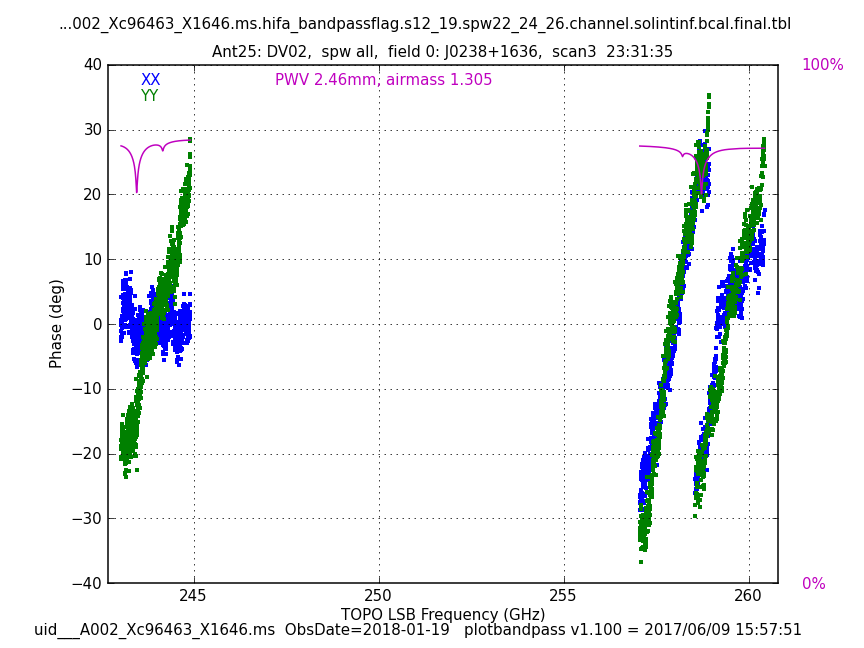 ...002_Xc96463_X1646.ms.hifa_bandpassflag.s12_19.spw22_24_26.channel.solintinf.bcal.final.tbl
Ant25: DV02,  spw all,  field 0: J0238+1636,  scan3  23:31:35
40
XX
PWV 2.46mm, airmass 1.305
100%
YY
30
20
10
0
Phase (deg)
−10
−20
−30
−40
0%
245
250
255
260
TOPO LSB Frequency (GHz)
uid___A002_Xc96463_X1646.ms  ObsDate=2018-01-19   plotbandpass v1.100 = 2017/06/09 15:57:51